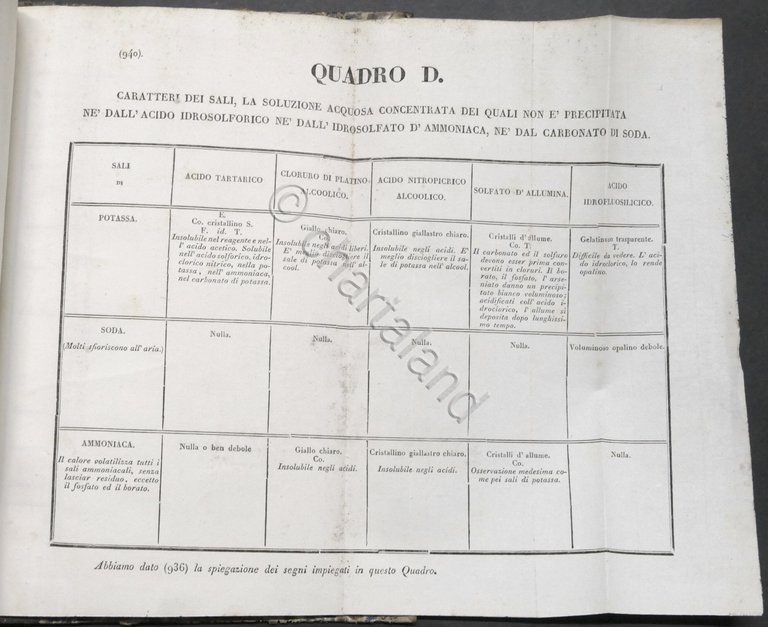 (940).
QUADRO D.
CARATTERI DEI SALI, LA SOLUZIONE ACQUOSA CONCENTRATA DEI QUALI NON E' PRECIPITATA
NE' DALL' ACIDO IDROSOLFORICO NE' DALL' IDROSOLFATO D' AMMONIACA, NE' DAL CARBONATO DI SODA.
SALI
DI
ACIDO TARTARICO
CLORURO DI PLATINO
ALCOOLICO.
ACIDO NITROPICRICO
ALCOOLICO.
SOLFATO D' ALLUMINA.
ACIDO
IDROFLUOSILICICO.
POTASSA.
E.
Co. cristallino S.
F. id. T.
Insolubile nel reagente e nel-
l' acido acetico. Solubile
nell' acido solforico, idro-
clorico nitrico, nella po-
tassa, nell' ammoniaca,
nel carbonato di potassa.
Giallo chiaro.
Co.
Insolubile negli acidi liberi.
E' meglio disciogliere il
sale di potassa nell' al-
cool.
Cristallino giallastro chiaro.
Insolubile negli acidi. E'
meglio disciogliere il sa-
le di potassa nell' alcool.
Cristalli d' allume.
Co. T.
Il carbonato ed il solfuro
devono esser prima con-
vertiti in cloruri. Il bo-
rato, il fosfato, l' ar-
seniato danno un precipi-
tato bianco voluminoso;
acidificati coll' acido i-
droclorico, l' allume si
deposita dopo lunghissi-
mo tempo.
Gelatinoso trasparente.
T.
Difficile da vedere. L' aci-
do idroclorico, lo rende
opalino.
SODA.
(Molti sfioriscono all' aria.)
Nulla.
Nulla.
Nulla.
Nulla.
Voluminoso opalino debole.
AMMONIACA.
Il calore volatilizza tutti i
sali ammoniacali, senza
lasciar residuo, eccetto
il fosfato ed il borato.
Nulla o ben debole
Giallo chiaro.
Co.
Insolubile negli acidi.
Cristallino giallastro chiaro.
Insolubile negli acidi.
Cristalli d' allume.
Co.
Osservazione medesima co-
me pei sali di potassa.
Nulla.
Abbiamo dato (936) la spiegazione dei segni impiegati in questo Quadro.
© Chartaland